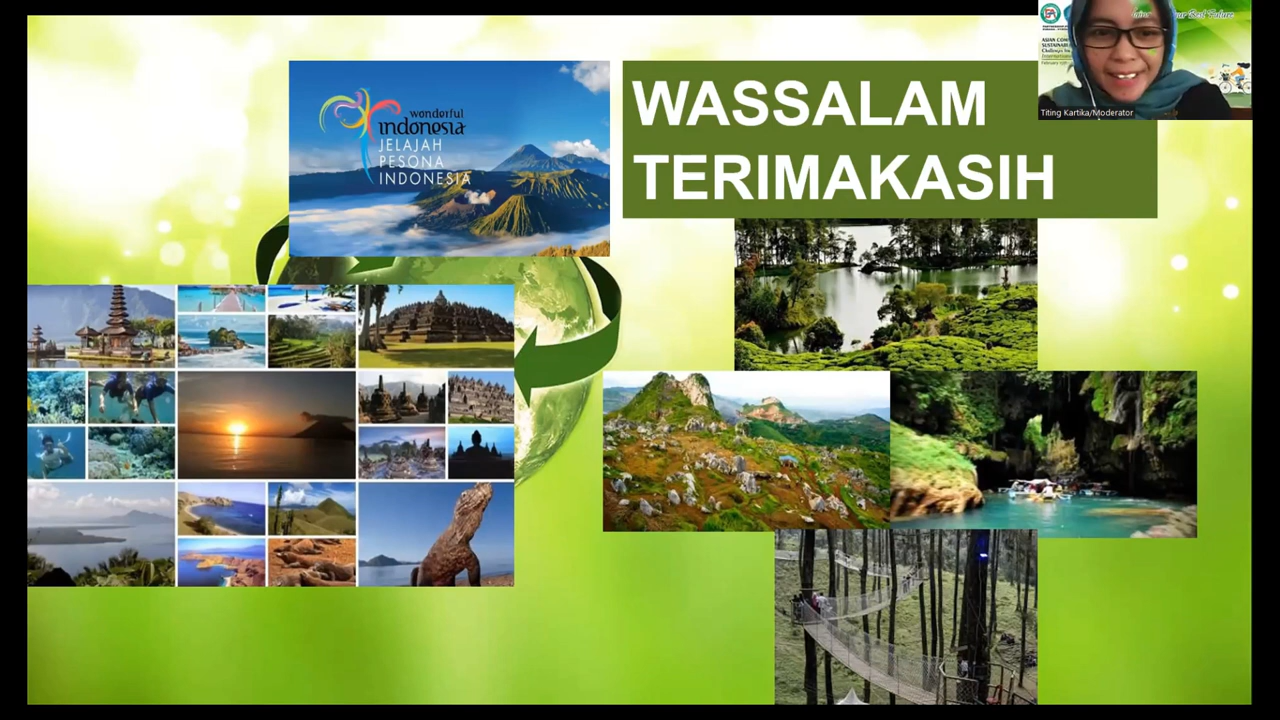 wonderful
indonesia
JELAJAH
PESONA
INDONESIA
WASSALAM
TERIMAKASIH
Titing Kartika/Moderator